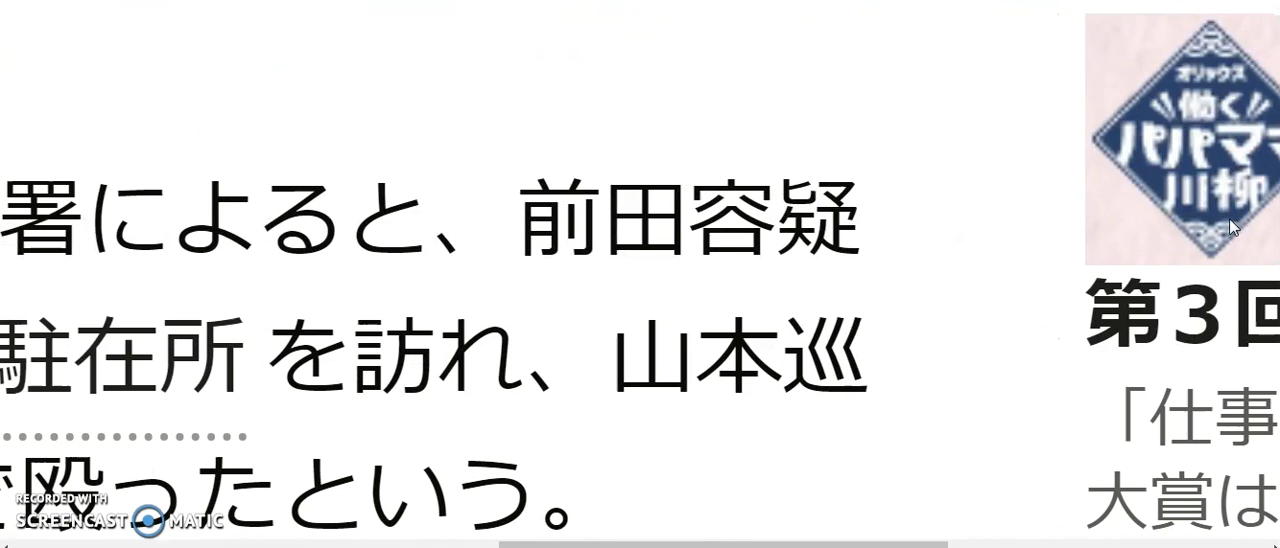 署によると、前田容疑
駐在所 を訪れ、山本巡
殴ったという。
オリックス
働く
パパママ
川柳
第3回
「仕事
大賞は
RECORDED WITH
SCREENCAST MATIC